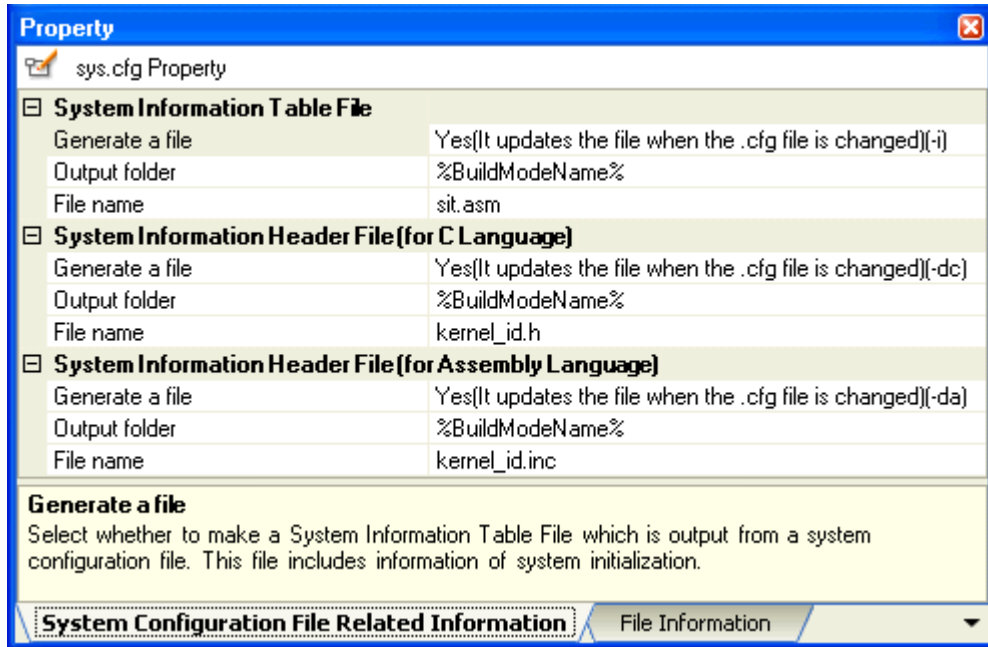 Property
sys.cfg Property
System Information Table File
Generate a file Yes(It updates the file when the .cfg file is changed)(-i)
Output folder %BuildModeName%
File name sit.asm
System Information Header File(for C Language)
Generate a file Yes(It updates the file when the .cfg file is changed)(-dc)
Output folder %BuildModeName%
File name kernel_id.h
System Information Header File(for Assembly Language)
Generate a file Yes(It updates the file when the .cfg file is changed)(-da)
Output folder %BuildModeName%
File name kernel_id.inc
Generate a file
Select whether to make a System Information Table File which is output from a system
configuration file. This file includes information of system initialization.
System Configuration File Related Information File Information